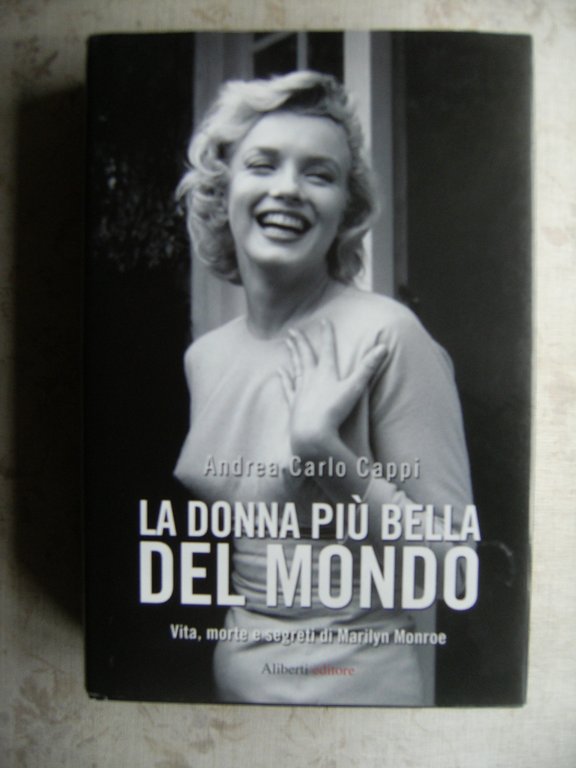 Andrea Carlo Cappi
LA DONNA PIÙ BELLA
DEL MONDO
Vita, morte e segreti di Marilyn Monroe
Aliberti editore